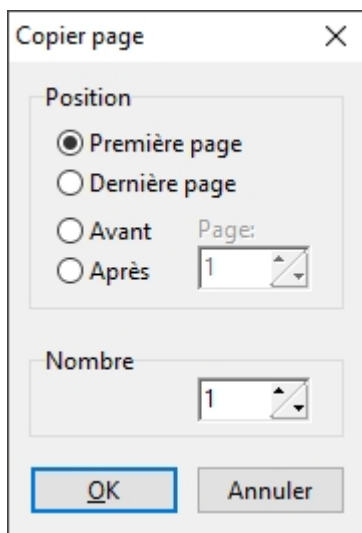 Copier page
Position
Première page
Dernière page
Avant Page:
Après 1
Nombre
1
OK Annuler